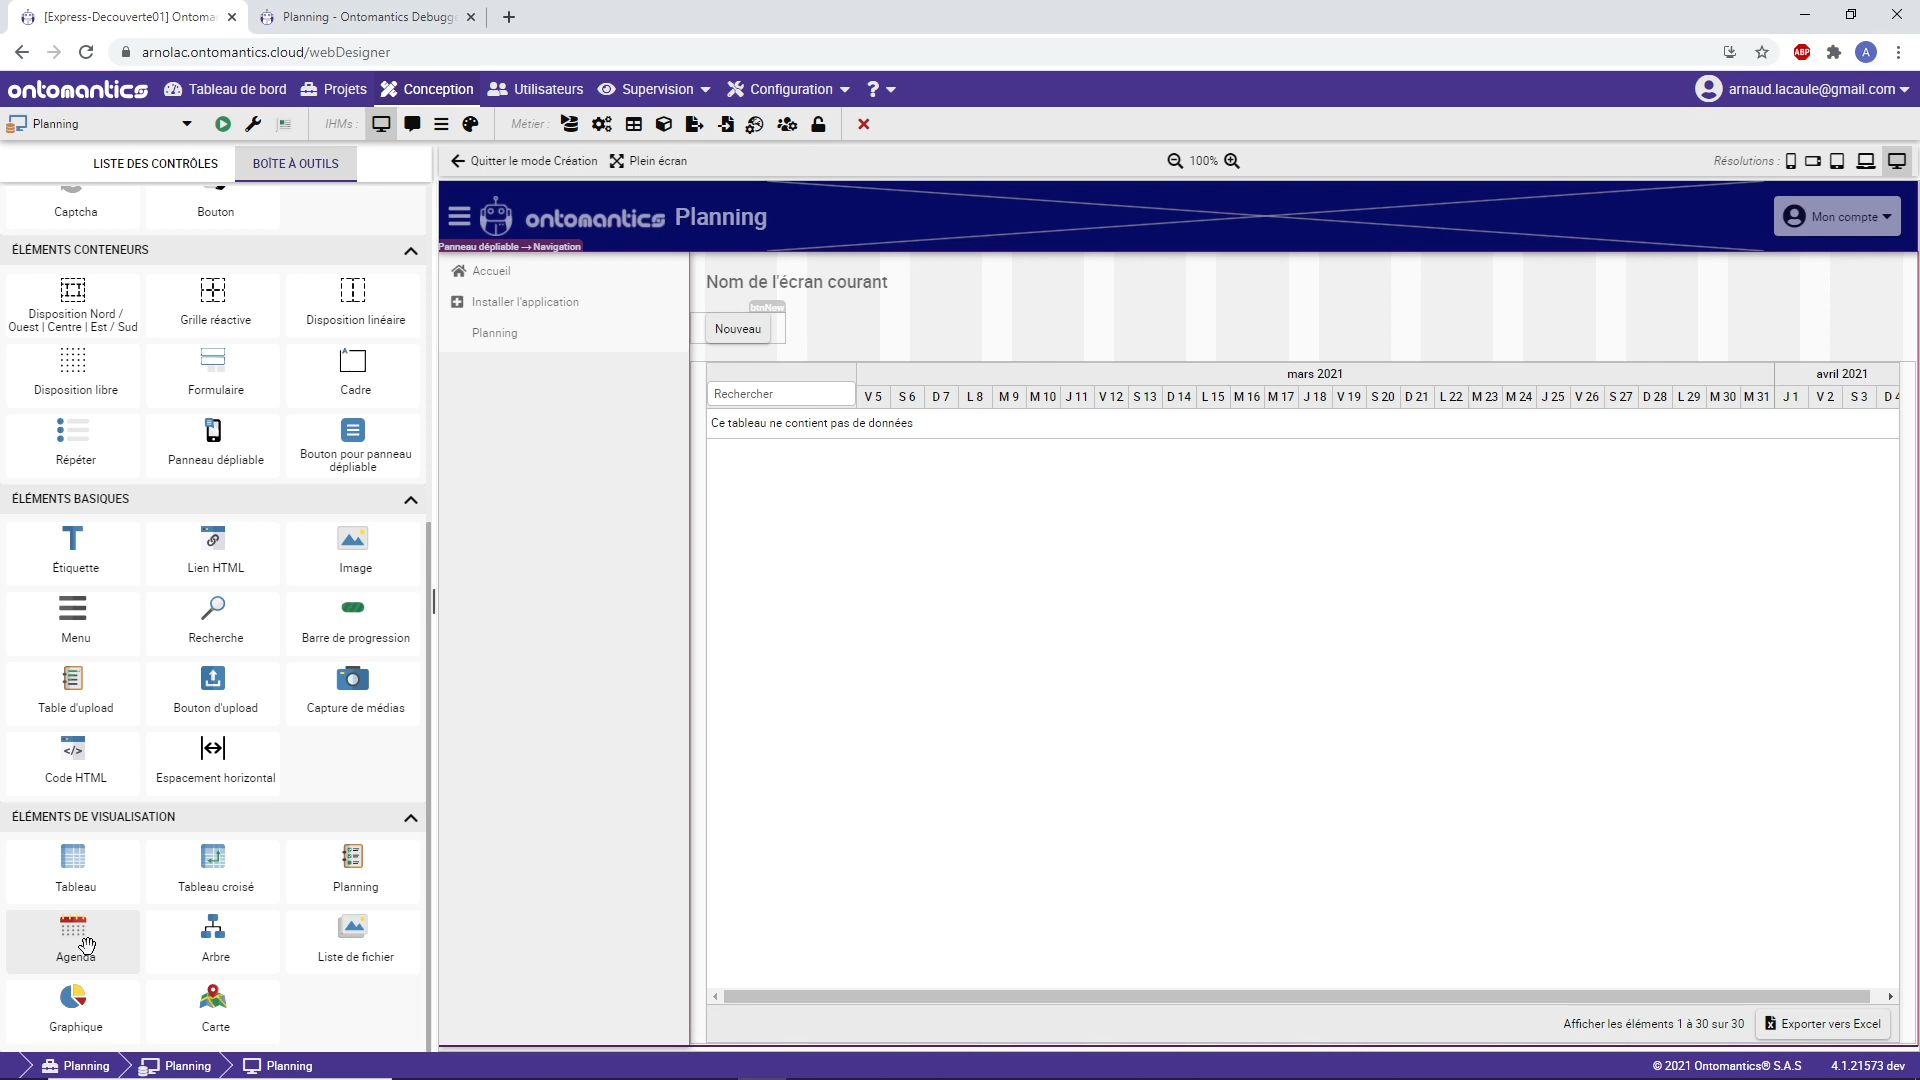 [Express-Decouverte01] Ontoma
Planning - Ontomantics Debugg
arnolac.ontomantics.cloud/webDesigner
ABP
A
ontomantics
Tableau de bord
Projets
Conception
Utilisateurs
Supervision
Configuration
?
arnaud.lacaule@gmail.com
Planning
IHMs :
Métier :
LISTE DES CONTRÔLES
BOÎTE À OUTILS
Quitter le mode Création
Plein écran
100%
Résolutions :
Captcha
Bouton
ÉLÉMENTS CONTENEURS
Disposition Nord /
Ouest | Centre | Est / Sud
Grille réactive
Disposition linéaire
Disposition libre
Formulaire
Cadre
Répéter
Panneau dépliable
Bouton pour panneau
dépliable
ÉLÉMENTS BASIQUES
Étiquette
Lien HTML
Image
Menu
Recherche
Barre de progression
Table d'upload
Bouton d'upload
Capture de médias
Code HTML
Espacement horizontal
ÉLÉMENTS DE VISUALISATION
Tableau
Tableau croisé
Planning
Agenda
Arbre
Liste de fichier
Graphique
Carte
ontomantics
Planning
Mon compte
Panneau dépliable → Navigation
Accueil
Installer l'application
Planning
Nom de l'écran courant
btnNew
Nouveau
mars 2021
avril 2021
Rechercher
V 5 S 6 D 7 L 8 M 9 M 10 J 11 V 12 S 13 D 14 L 15 M 16 M 17 J 18 V 19 S 20 D 21 L 22 M 23 M 24 J 25 V 26 S 27 D 28 L 29 M 30 M 31 J 1 V 2 S 3 D 4
Ce tableau ne contient pas de données
Afficher les éléments 1 à 30 sur 30
Exporter vers Excel
Planning
Planning
Planning
© 2021 Ontomantics® S.A.S
4.1.21573 dev